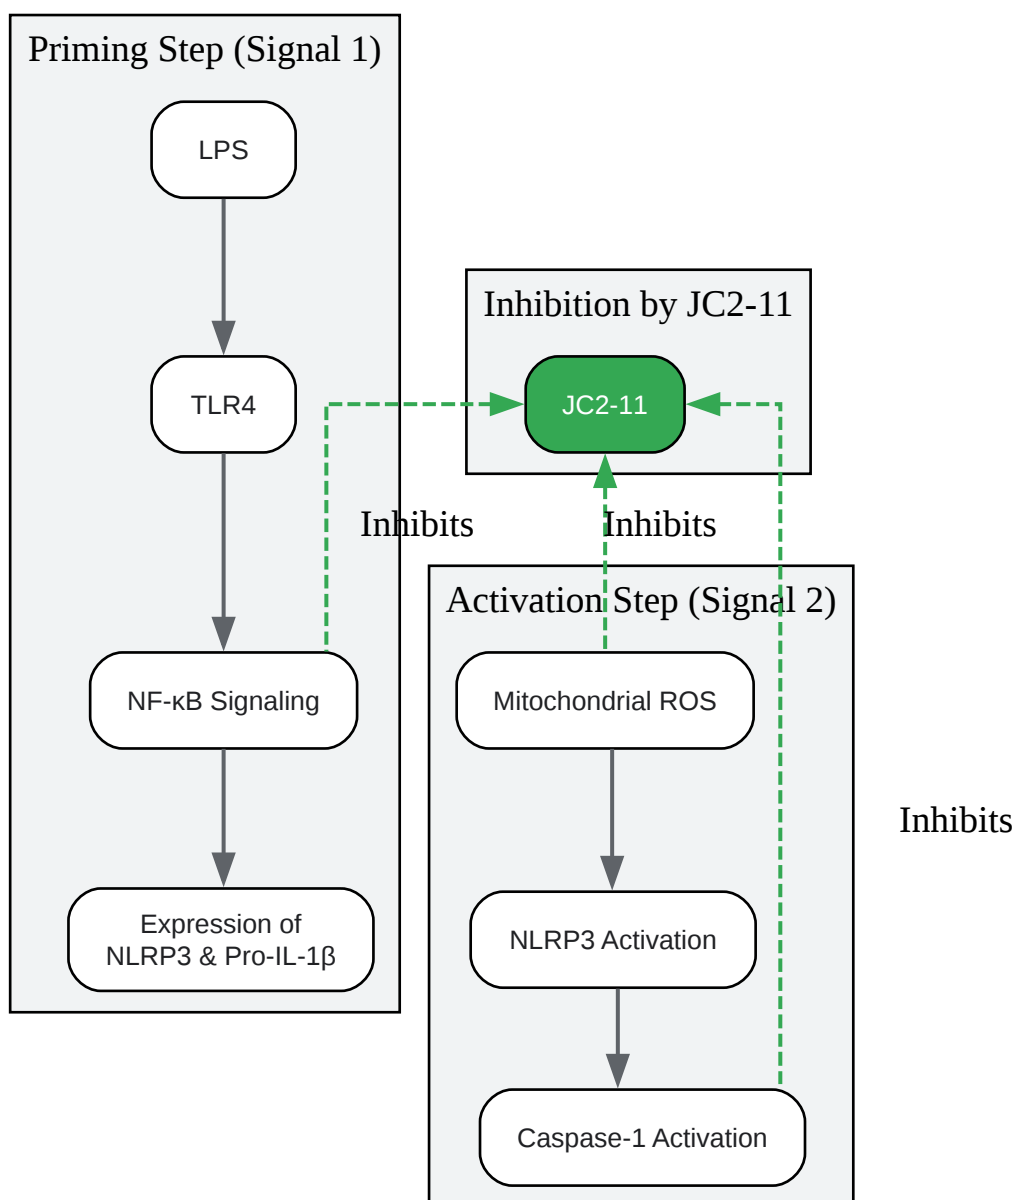 Priming Step (Signal 1)
LPS
TLR4
NF-κB Signaling
Expression of
NLRP3 & Pro-IL-1β
Inhibition by JC2-11
JC2-11
Inhibits
Inhibits
Activation Step (Signal 2)
Mitochondrial ROS
Inhibits
NLRP3 Activation
Caspase-1 Activation